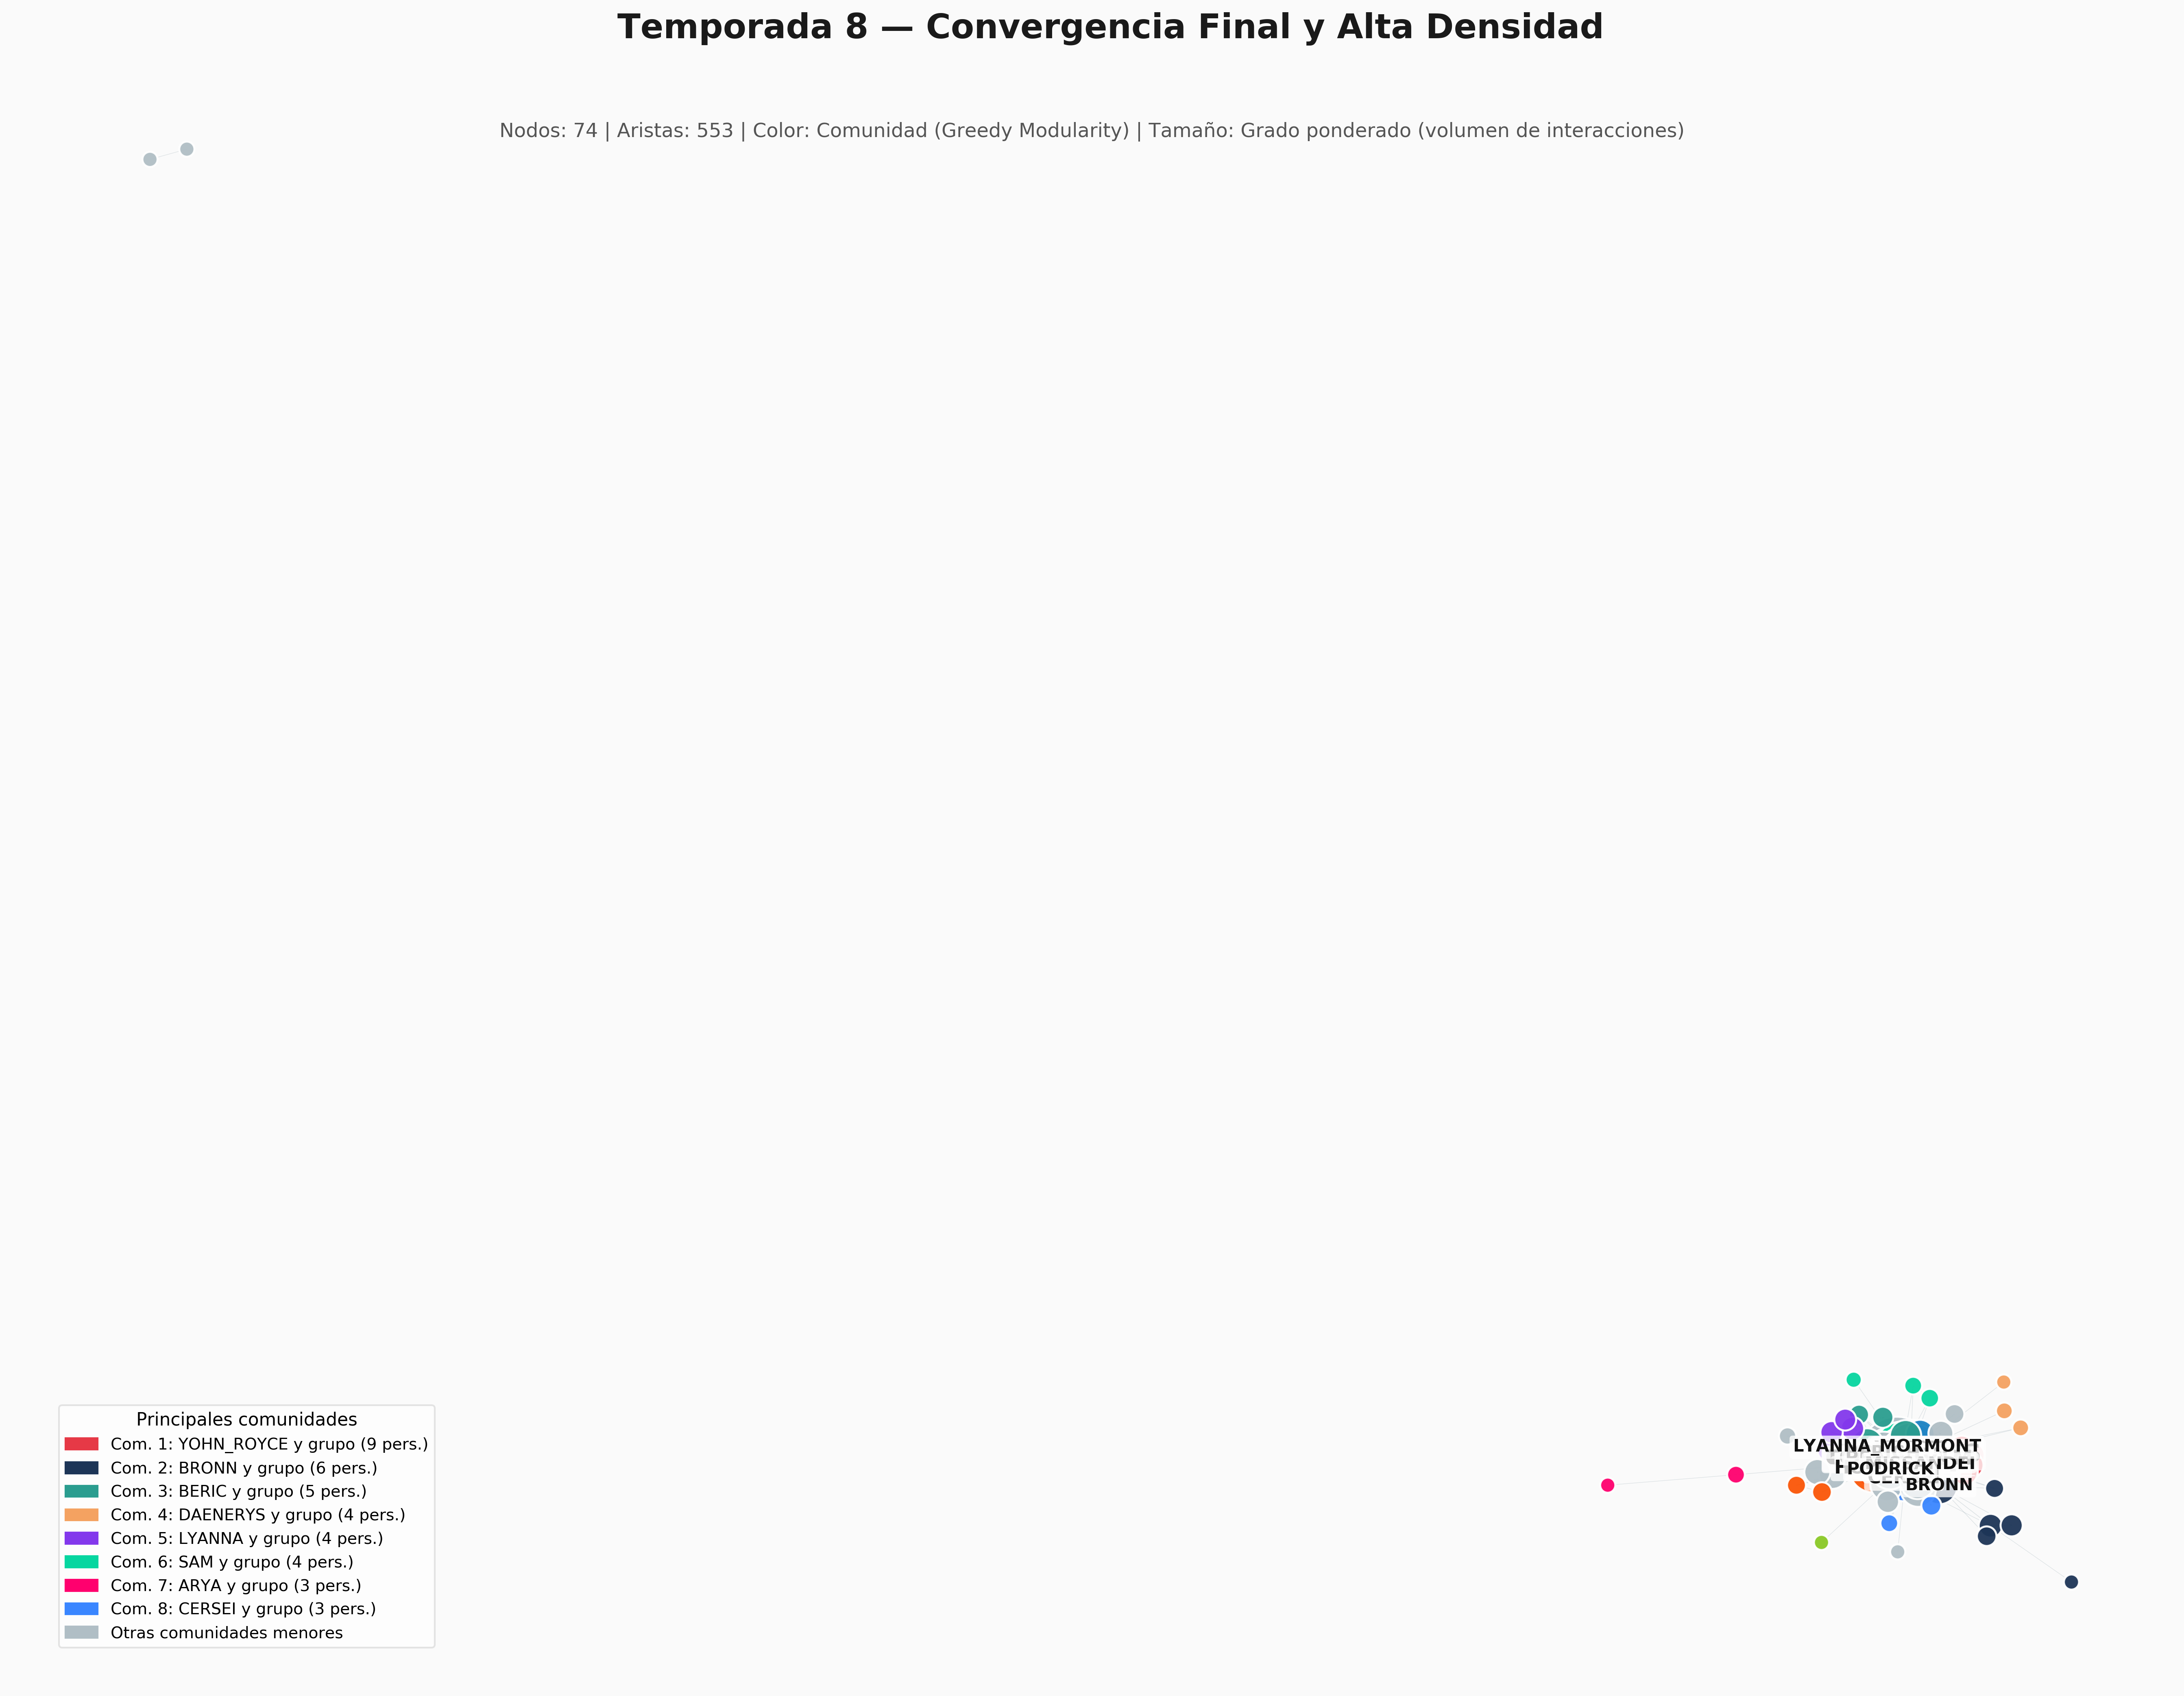 Temporada 8 — Convergencia Final y Alta Densidad
Nodos: 74 | Aristas: 553 | Color: Comunidad (Greedy Modularity) | Tamaño: Grado ponderado (volumen de interacciones)
LYANNA_MORMONT
PODRICK
BRONN
Principales comunidades
Com. 1: YOHN_ROYCE y grupo (9 pers.)
Com. 2: BRONN y grupo (6 pers.)
Com. 3: BERIC y grupo (5 pers.)
Com. 4: DAENERYS y grupo (4 pers.)
Com. 5: LYANNA y grupo (4 pers.)
Com. 6: SAM y grupo (4 pers.)
Com. 7: ARYA y grupo (3 pers.)
Com. 8: CERSEI y grupo (3 pers.)
Otras comunidades menores